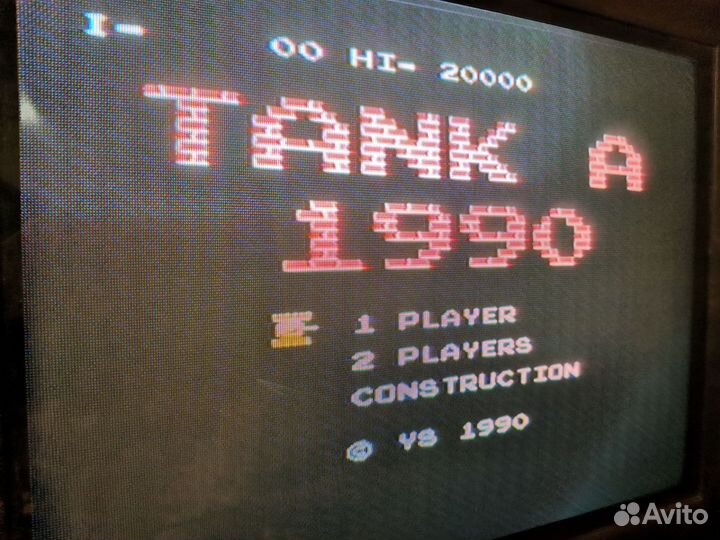 I- 00 HI- 20000
TANK A
1990
1 PLAYER
2 PLAYERS
CONSTRUCTION
© YS 1990
Avito